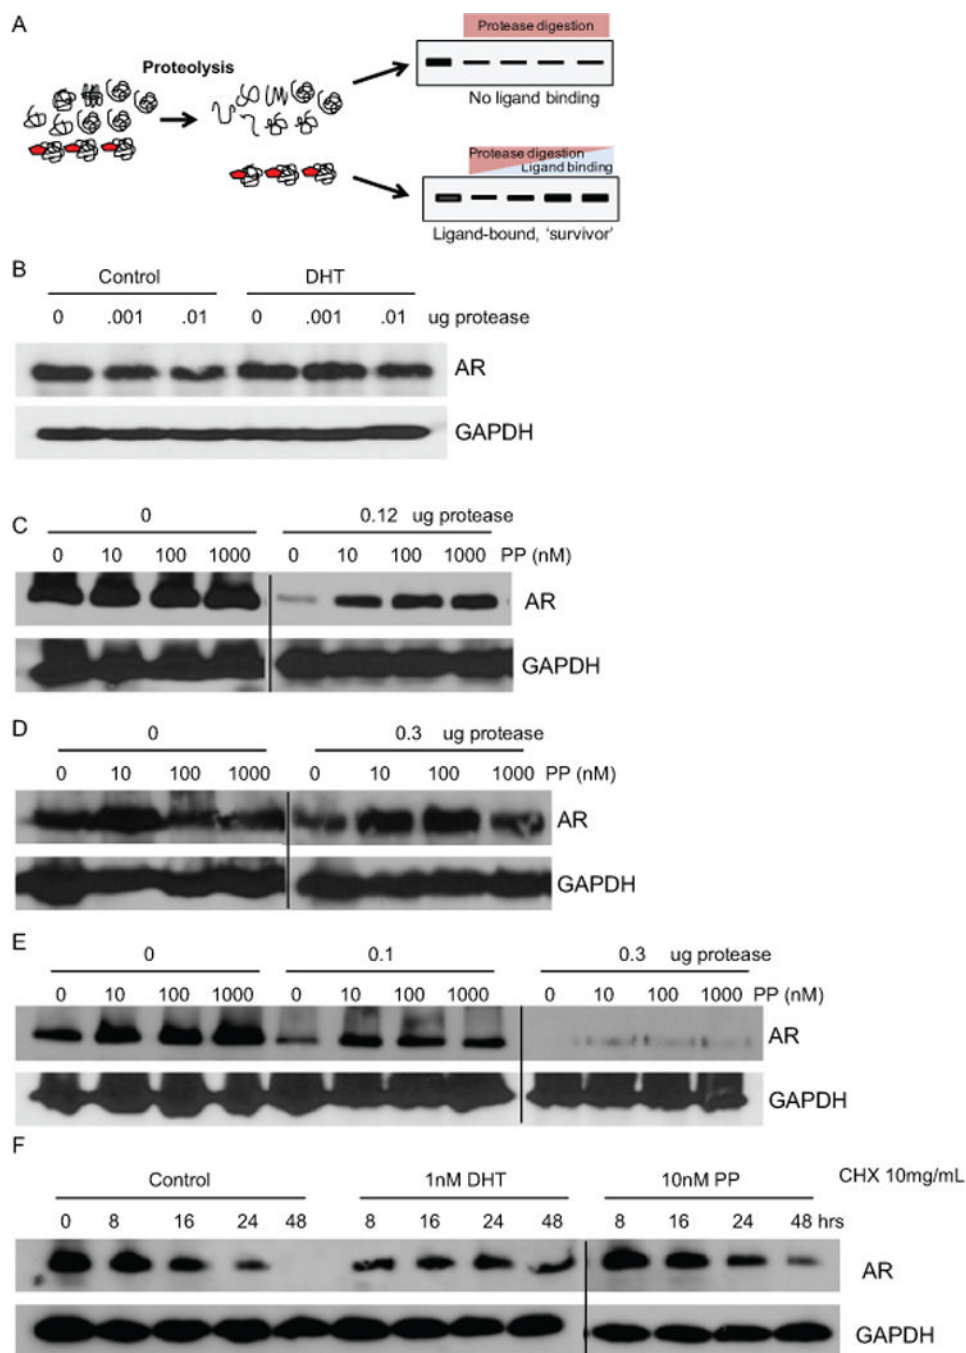 A
Protease digestion
Proteolysis
No ligand binding
Protease digestion
Ligand binding
Ligand-bound, 'survivor'
B
Control DHT
0 .001 .01 0 .001 .01 ug protease
AR
GAPDH
C
0 0.12 ug protease
0 10 100 1000 0 10 100 1000 PP (nM)
AR
GAPDH
D
0 0.3 ug protease
0 10 100 1000 0 10 100 1000 PP (nM)
AR
GAPDH
E
0 0.1 0.3 ug protease
0 10 100 1000 0 10 100 1000 0 10 100 1000 PP (nM)
AR
GAPDH
F
Control 1nM DHT 10nM PP CHX 10mg/mL
0 8 16 24 48 8 16 24 48 8 16 24 48 hrs
AR
GAPDH